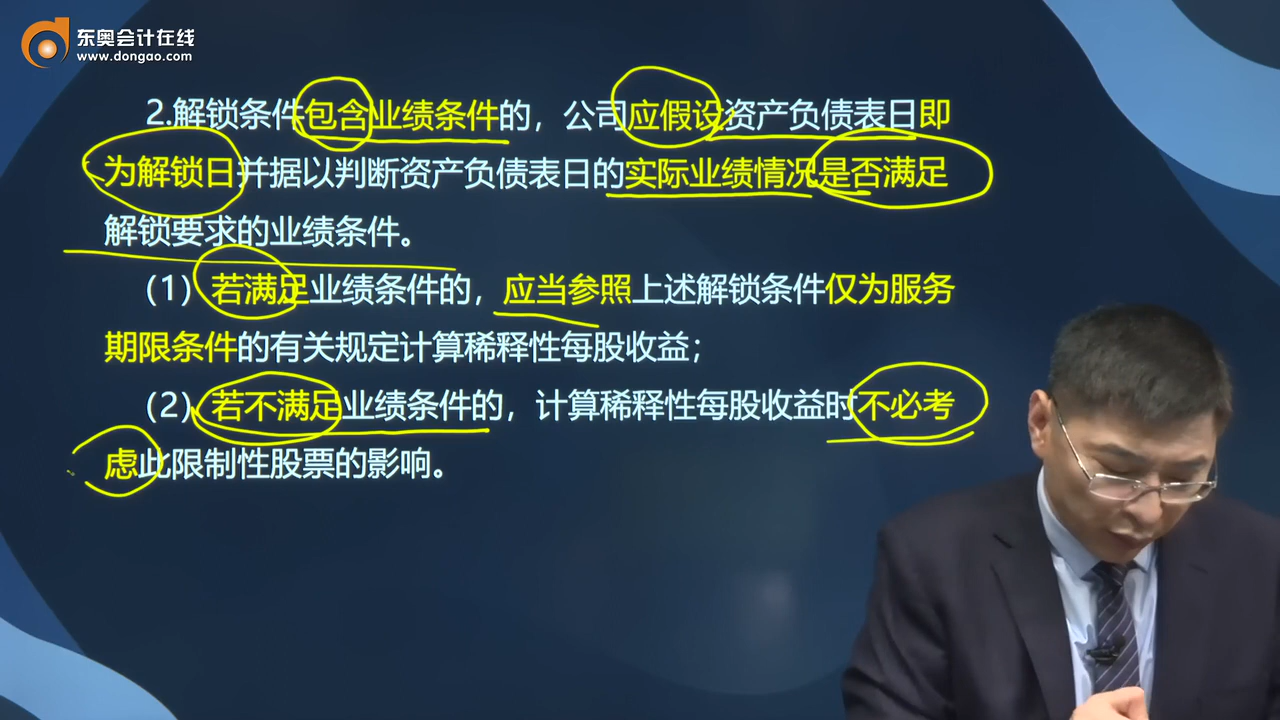 东奥会计在线
www.dongao.com
2.解锁条件包含业绩条件的，公司应假设资产负债表日即
为解锁日并据以判断资产负债表日的实际业绩情况是否满足
解锁要求的业绩条件。
（1）若满足业绩条件的，应当参照上述解锁条件仅为服务
期限条件的有关规定计算稀释性每股收益；
（2）若不满足业绩条件的，计算稀释性每股收益时不必考
虑此限制性股票的影响。